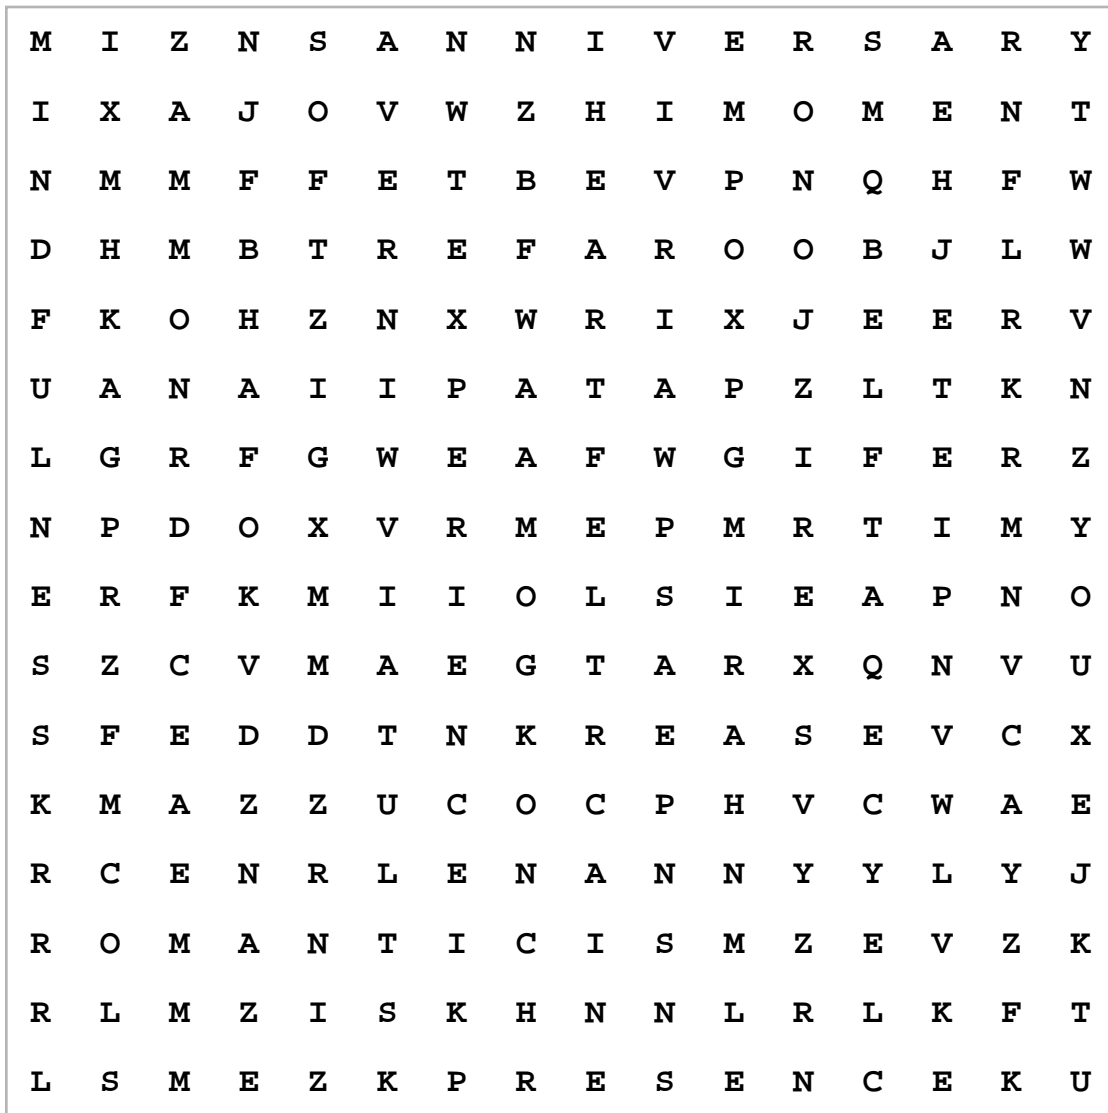 M I Z N S A N N I V E R S A R Y
I X A J O V W Z H I M O M E N T
N M M F F E T B E V P N Q H F W
D H M B T R E F A R O O B J L W
F K O H Z N X W R I X J E E R V
U A N A I I P A T A P Z L T K N
L G R F G W E A F W G I F E R Z
N P D O X V R M E P M R T I M Y
E R F K M I I O L S I E A P N O
S Z C V M A E G T A R X Q N V U
S F E D D T N K R E A S E V C X
K M A Z Z U C O C P H V C W A E
R C E N R L E N A N N Y Y L Y J
R O M A N T I C I S M Z E V Z K
R L M Z I S K H N N L R L K F T
L S M E Z K P R E S E N C E K U